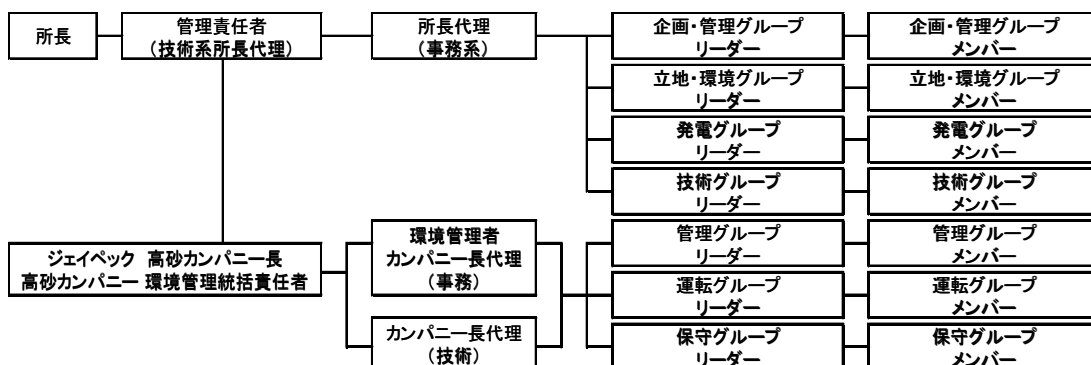 所長
管理責任者
(技術系所長代理)
所長代理
(事務系)
企画・管理グループ
リーダー
企画・管理グループ
メンバー
立地・環境グループ
リーダー
立地・環境グループ
メンバー
発電グループ
リーダー
発電グループ
メンバー
技術グループ
リーダー
技術グループ
メンバー
ジェイペック 高砂カンパニー長
高砂カンパニー 環境管理統括責任者
環境管理者
カンパニー長代理
(事務)
カンパニー長代理
(技術)
管理グループ
リーダー
管理グループ
メンバー
運転グループ
リーダー
運転グループ
メンバー
保守グループ
リーダー
保守グループ
メンバー